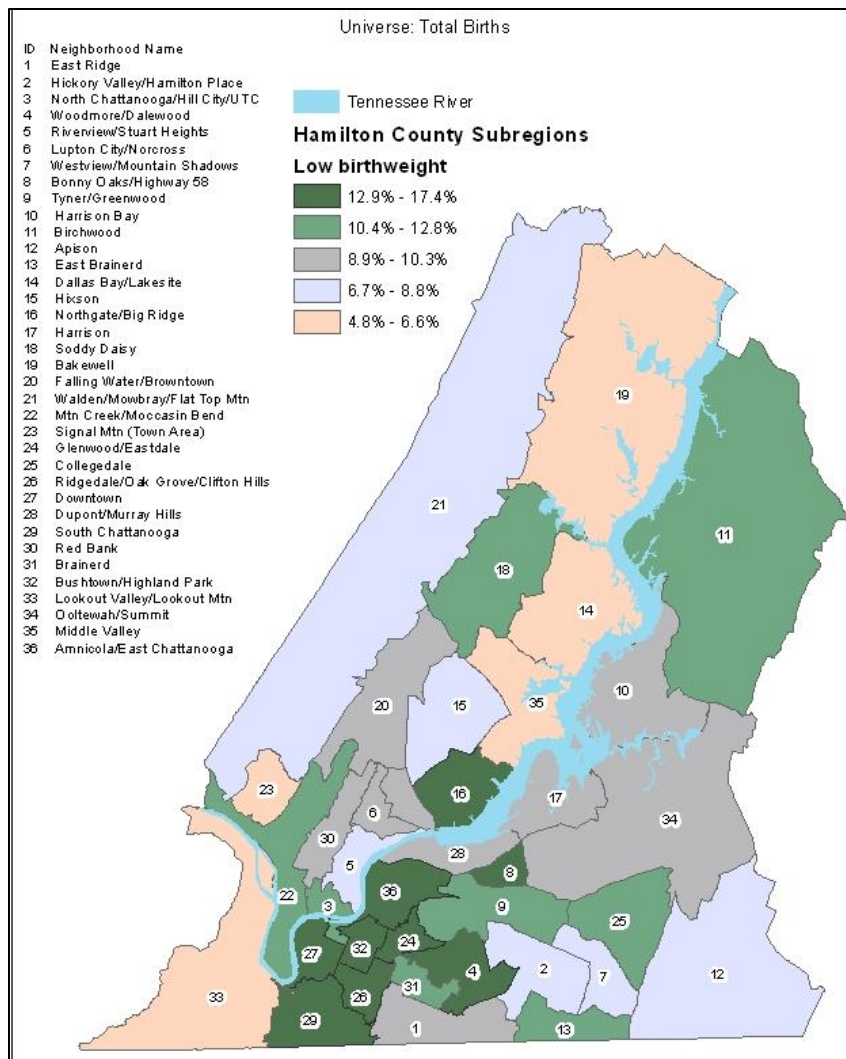 Universe: Total Births
ID Neighborhood Name
1 East Ridge
2 Hickory Valley/Hamilton Place
3 North Chattanooga/Hill City/UTC
4 Woodmore/Dalewood
5 Riverview/Stuart Heights
6 Lupton City/Norcross
7 Westview/Mountain Shadows
8 Bonny Oaks/Highway 58
9 Tyner/Greenwood
10 Harrison Bay
11 Birchwood
12 Apison
13 East Brainerd
14 Dallas Bay/Lakesite
15 Hixson
16 Northgate/Big Ridge
17 Harrison
18 Soddy Daisy
19 Bakewell
20 Falling Water/Browntown
21 Walden/Mowbray/Flat Top Mtn
22 Mtn Creek/Moccasin Bend
23 Signal Mtn (Town Area)
24 Glenwood/Eastdale
25 Collegedale
26 Ridgedale/Oak Grove/Clifton Hills
27 Downtown
28 Dupont/Murray Hills
29 South Chattanooga
30 Red Bank
31 Brainerd
32 Bushtown/Highland Park
33 Lookout Valley/Lookout Mtn
34 Ooltewah/Summit
35 Middle Valley
36 Amnicola/East Chattanooga
Tennessee River
Hamilton County Subregions
Low birthweight
12.9% - 17.4%
10.4% - 12.8%
8.9% - 10.3%
6.7% - 8.8%
4.8% - 6.6%
19
21
11
18
14
10
20
15
35
23
16
17
6
34
30
28
5
8
36
22
3
9
25
27
32
24
4
2
7
12
31
26
33
29
1
13